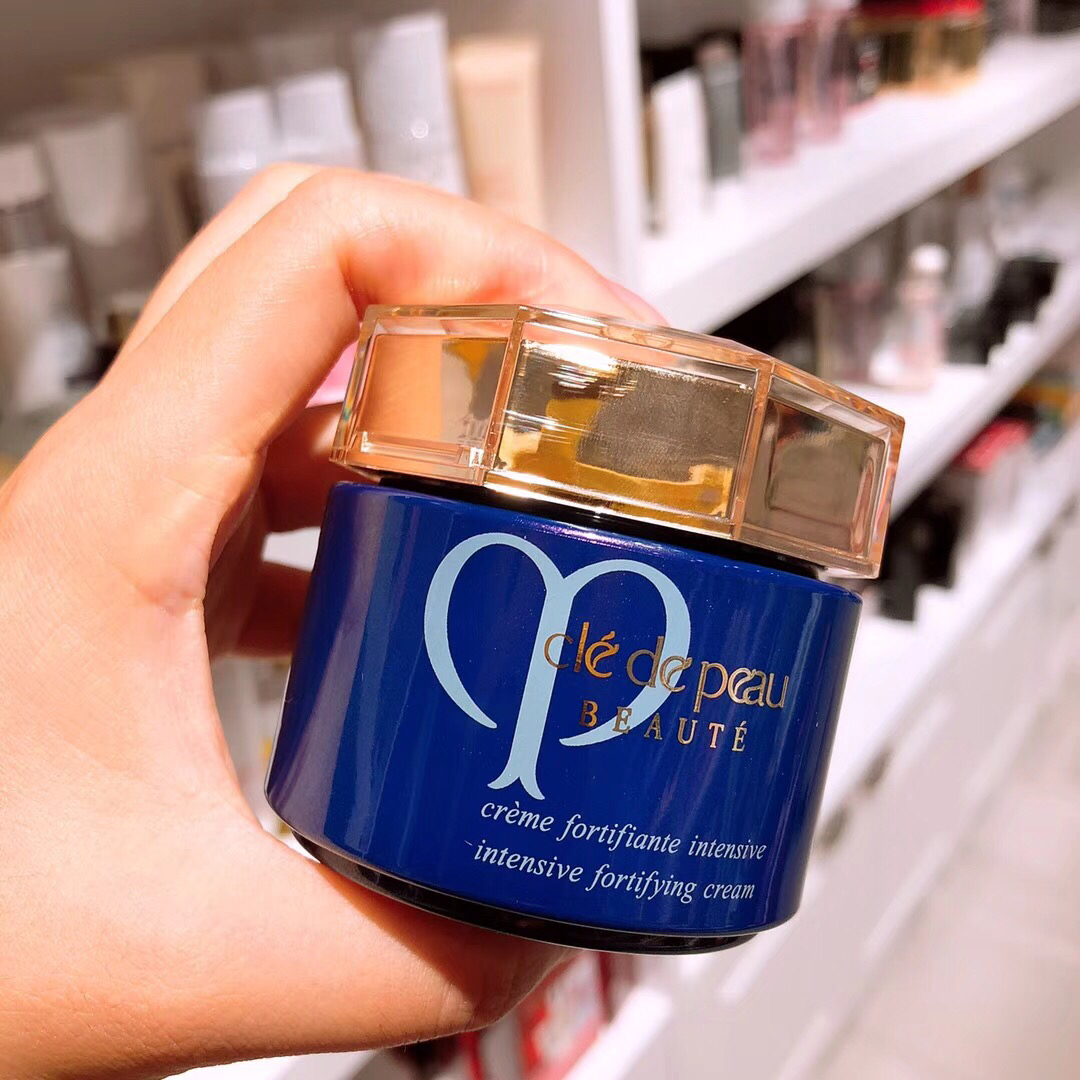 clé de peau
BEAUTÉ
crème fortifiante intensive
intensive fortifying cream